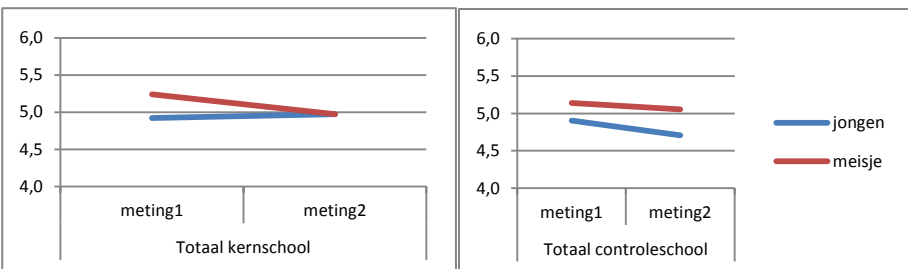 6,0
5,5
5,0
4,5
4,0
meting1 meting2
Totaal kernschool
6,0
5,5
5,0
4,5
4,0
meting1 meting2
Totaal controleschool
jongen
meisje